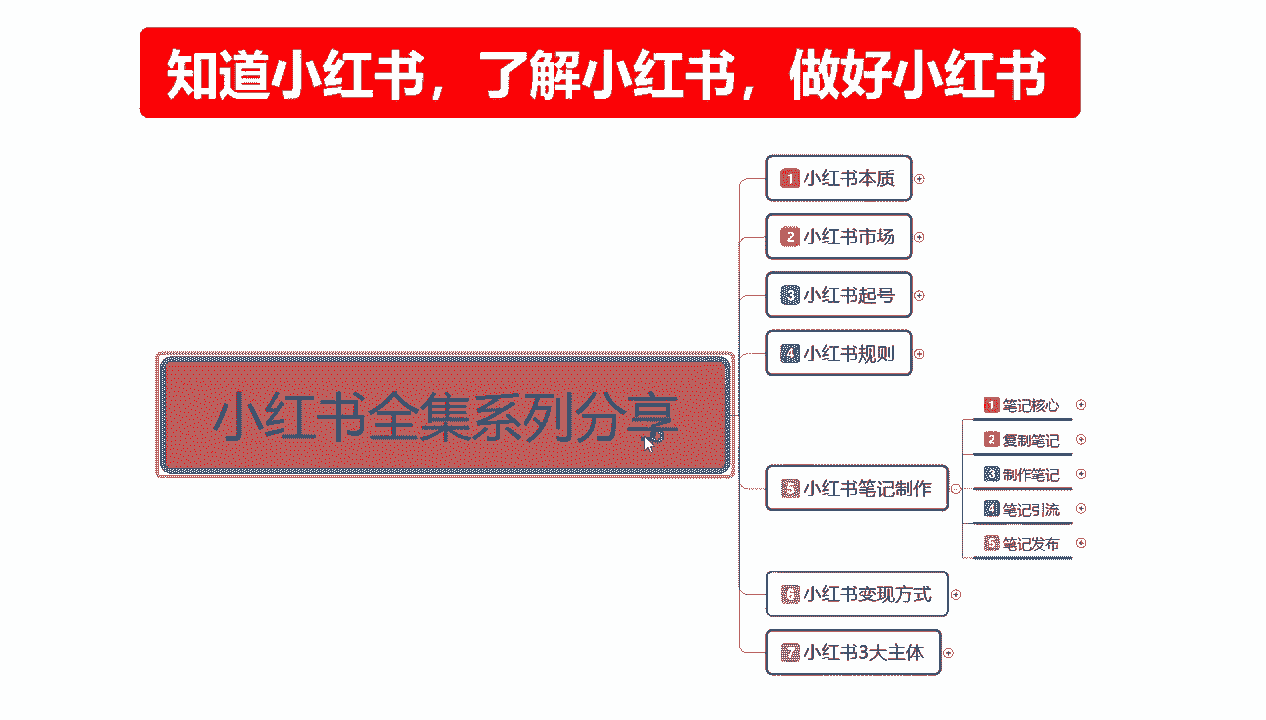 知道小红书，了解小红书，做好小红书
小红书全集系列分享
1 小红书本质
2 小红书市场
3 小红书起号
4 小红书规则
5 小红书笔记制作
1 笔记核心
2 复制笔记
3 制作笔记
4 笔记引流
5 笔记发布
6 小红书变现方式
7 小红书3大主体